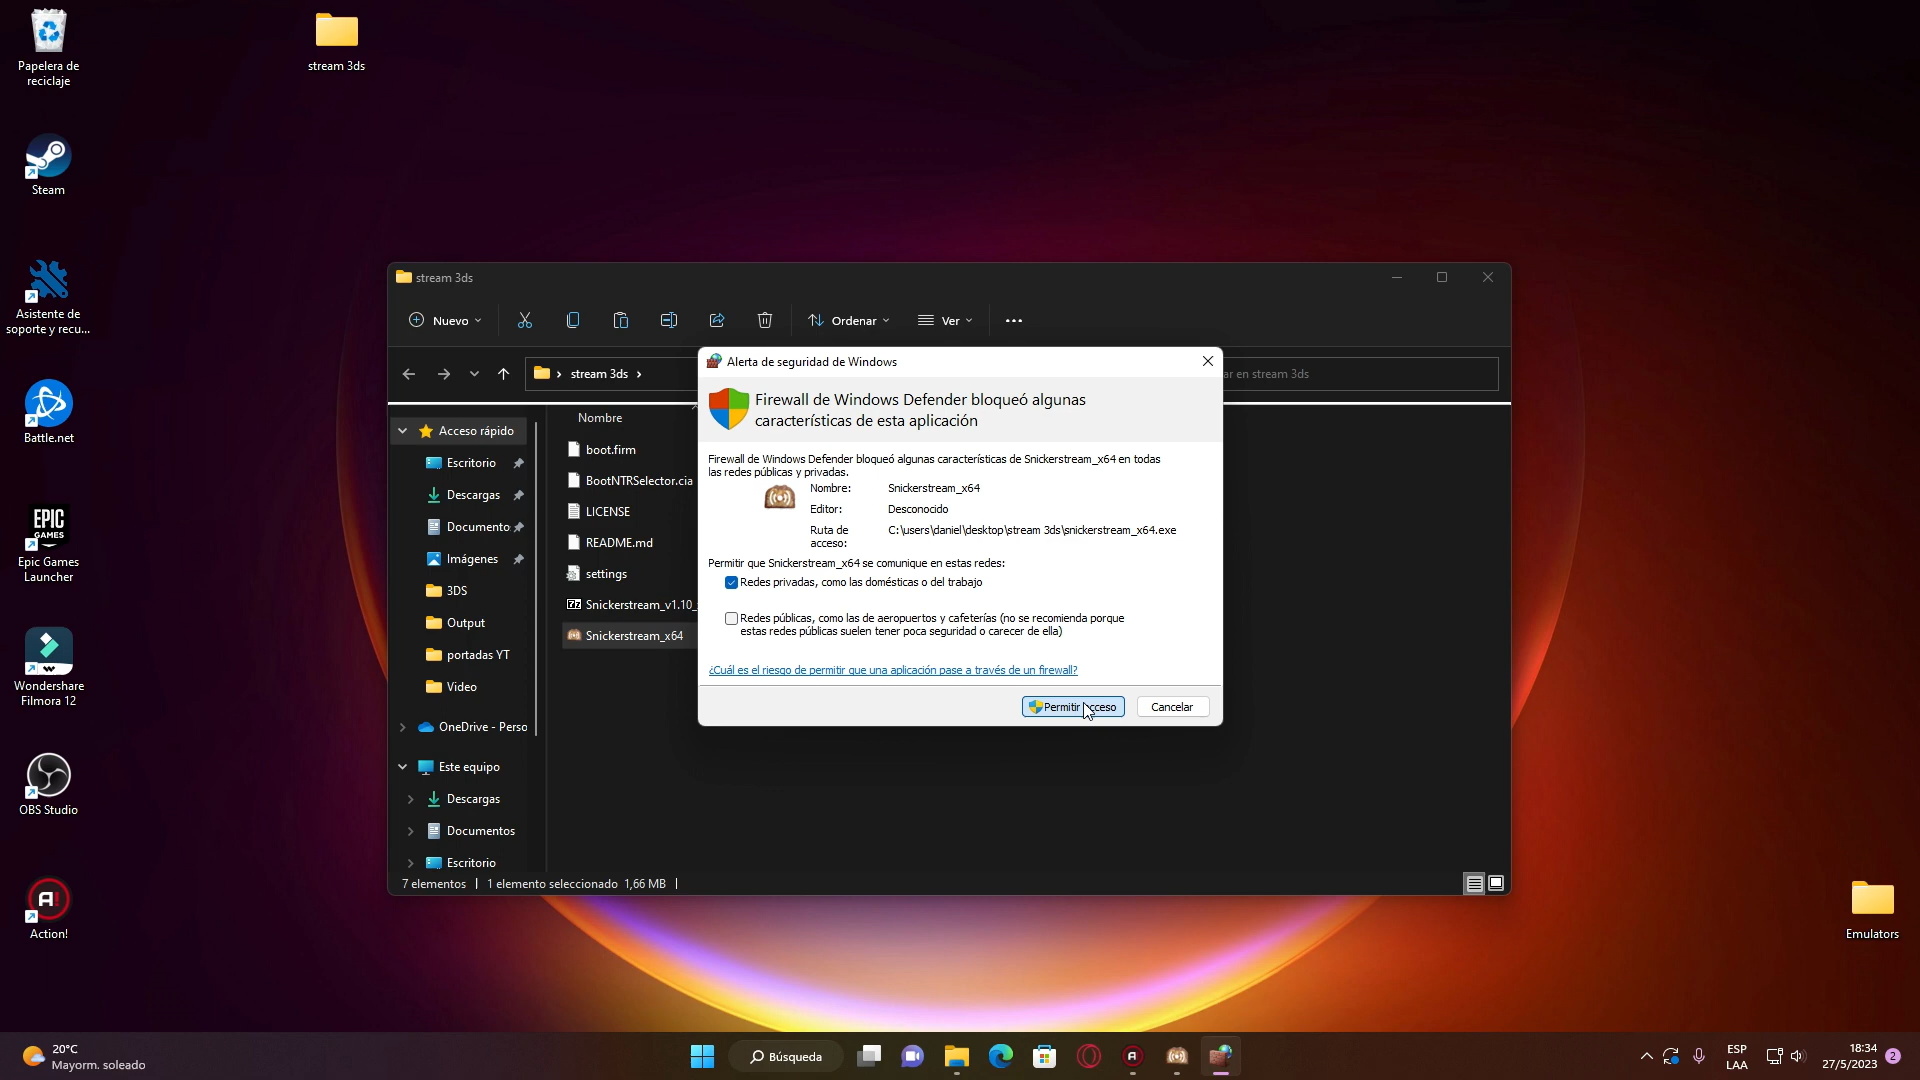 Papelera de
reciclaje
stream 3ds
Steam
Asistente de
soporte y recu...
Battle.net
EPIC
GAMES
Epic Games
Launcher
Wondershare
Filmora 12
OBS Studio
Action!
Emulators
stream 3ds
Nuevo
Ordenar
Ver
stream 3ds
en stream 3ds
Acceso rápido
Escritorio
Descargas
Documento
Imágenes
3DS
Output
portadas YT
Video
OneDrive - Perso
Este equipo
Descargas
Documentos
Escritorio
Nombre
boot.firm
BootNTRSelector.cia
LICENSE
README.md
settings
Snickerstream_v1.10_
Snickerstream_x64
7 elementos
1 elemento seleccionado 1,66 MB
Alerta de seguridad de Windows
Firewall de Windows Defender bloqueó algunas
características de esta aplicación
Firewall de Windows Defender bloqueó algunas características de Snickerstream_x64 en todas
las redes públicas y privadas.
Nombre: Snickerstream_x64
Editor: Desconocido
Ruta de C:\users\daniel\desktop\stream 3ds\snickerstream_x64.exe
acceso:
Permitir que Snickerstream_x64 se comunique en estas redes:
Redes privadas, como las domésticas o del trabajo
Redes públicas, como las de aeropuertos y cafeterías (no se recomienda porque
estas redes públicas suelen tener poca seguridad o carecer de ella)
¿Cuál es el riesgo de permitir que una aplicación pase a través de un firewall?
Permitir acceso
Cancelar
20°C
Mayorm. soleado
Búsqueda
ESP
LAA
18:34
27/5/2023
2